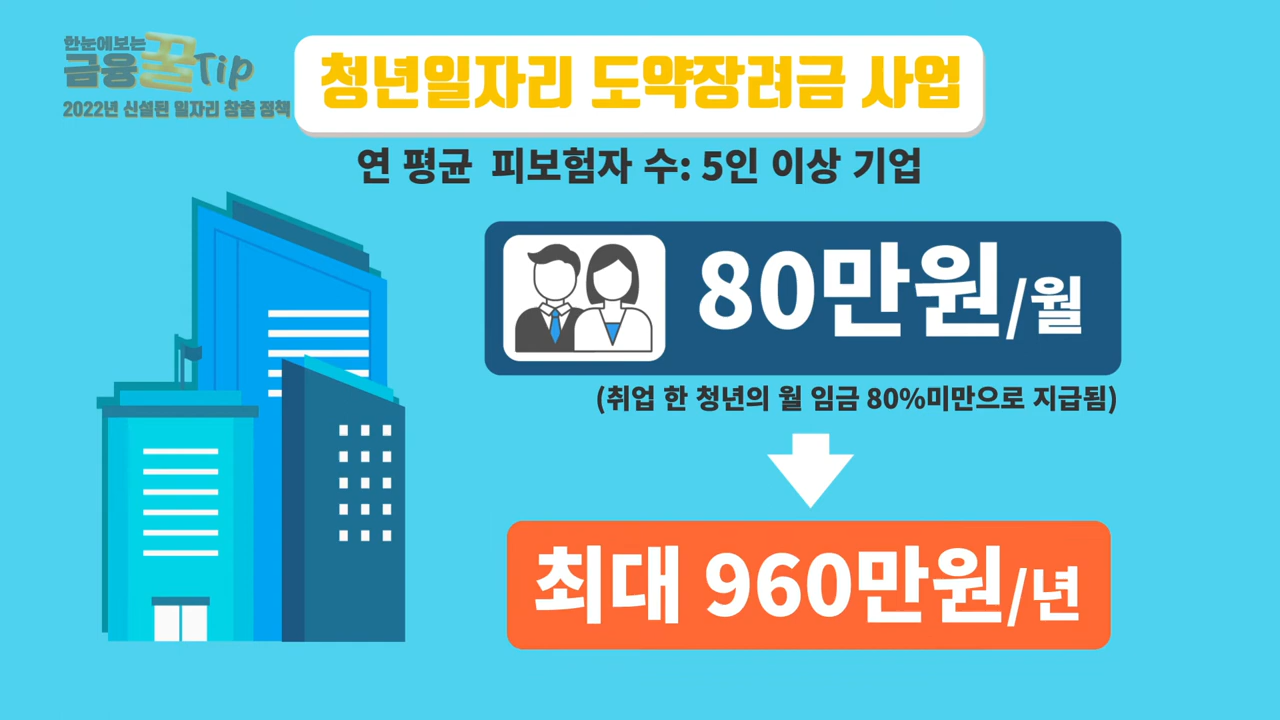 한눈에보는
금융꿀Tip
2022년 신설된 일자리 창출 정책
청년일자리 도약장려금 사업
연 평균 피보험자 수: 5인 이상 기업
80만원/월
(취업 한 청년의 월 임금 80%미만으로 지급됨)
최대 960만원/년